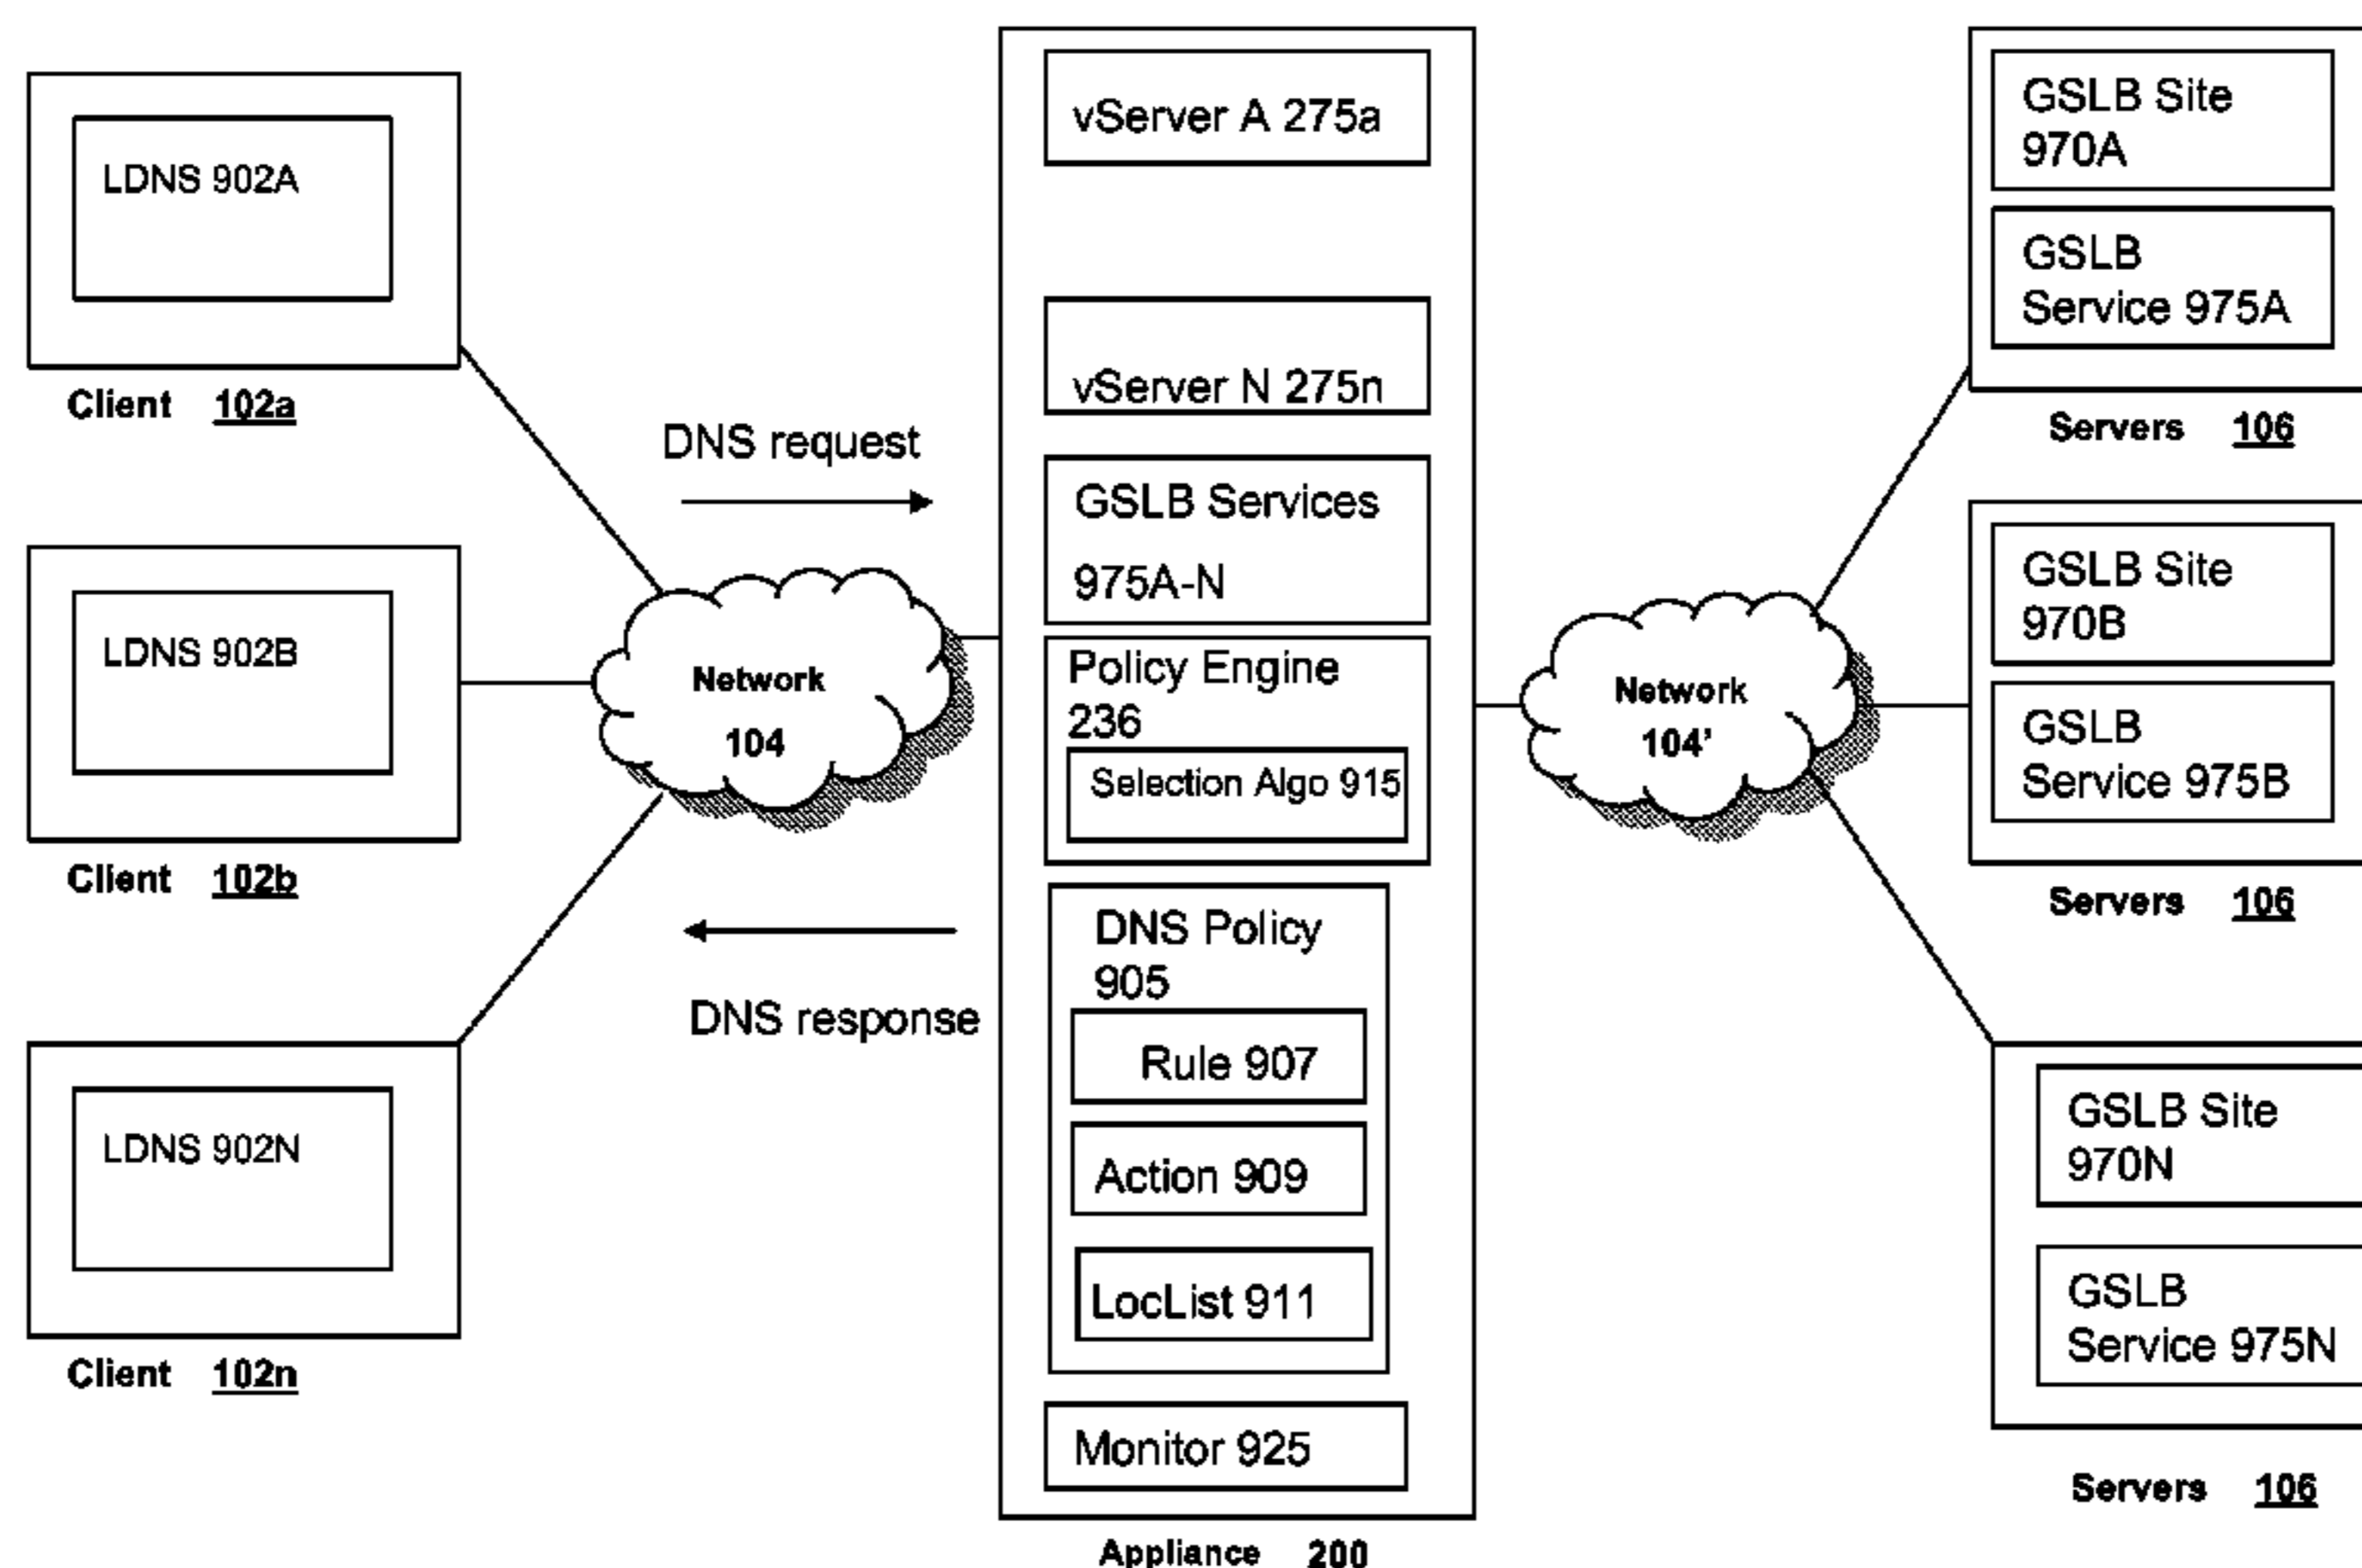 LDNS 902A
Client 102a
LDNS 902B
Client 102b
LDNS 902N
Client 102n
DNS request
Network
104
DNS response
vServer A 275a
vServer N 275n
GSLB Services
975A-N
Policy Engine
236
Selection Algo 915
DNS Policy
905
Rule 907
Action 909
LocList 911
Monitor 925
Appliance 200
Network
104'
GSLB Site
970A
GSLB
Service 975A
Servers 106
GSLB Site
970B
GSLB
Service 975B
Servers 106
GSLB Site
970N
GSLB
Service 975N
Servers 106